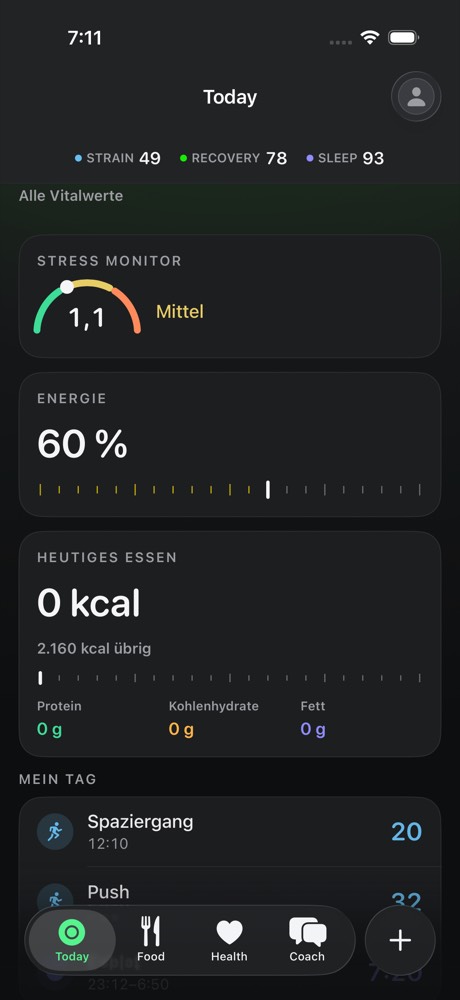 7:11
Today
STRAIN 49 RECOVERY 78 SLEEP 93
Alle Vitalwerte
STRESS MONITOR
1,1
Mittel
ENERGIE
60 %
HEUTIGES ESSEN
0 kcal
2.160 kcal übrig
Protein Kohlenhydrate Fett
0 g 0 g 0 g
MEIN TAG
Spaziergang
12:10
20
Push
32
7:20
23:12–6:50
Today Food Health Coach